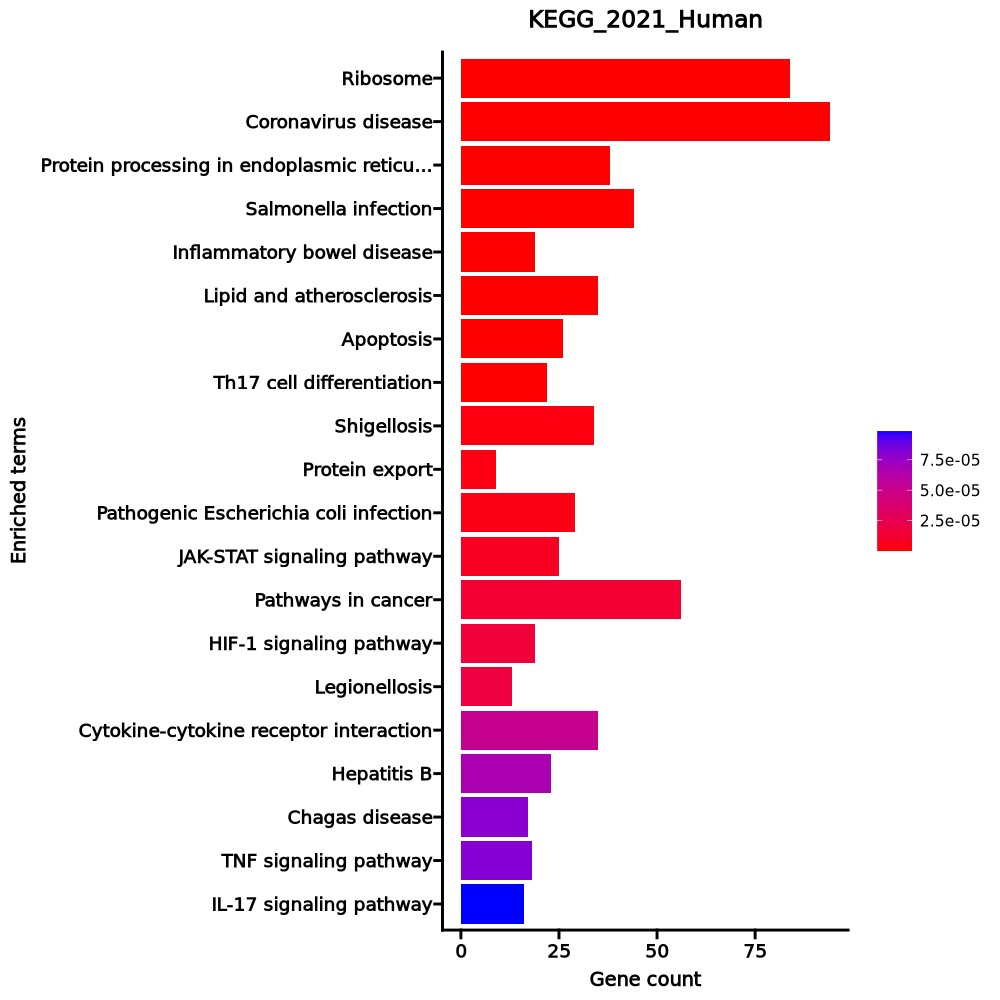 KEGG_2021_Human
Ribosome
Coronavirus disease
Protein processing in endoplasmic reticu...
Salmonella infection
Inflammatory bowel disease
Lipid and atherosclerosis
Apoptosis
Th17 cell differentiation
Shigellosis
Protein export
Pathogenic Escherichia coli infection
JAK-STAT signaling pathway
Pathways in cancer
HIF-1 signaling pathway
Legionellosis
Cytokine-cytokine receptor interaction
Hepatitis B
Chagas disease
TNF signaling pathway
IL-17 signaling pathway
Enriched terms
0 25 50 75
Gene count
7.5e-05
5.0e-05
2.5e-05